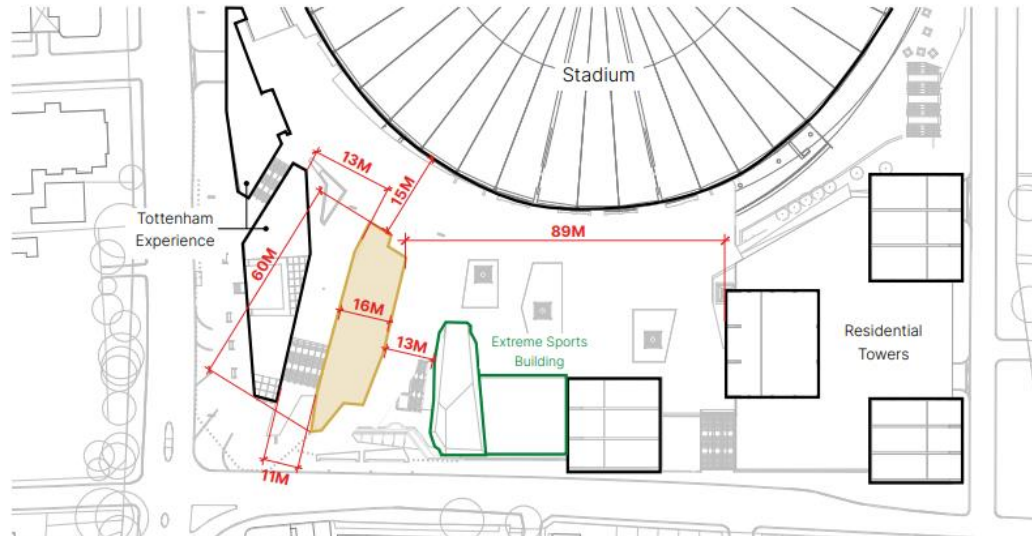 Stadium
13M
15M
Tottenham
Experience
89M
60M
16M
13M
Extreme Sports
Building
Residential
Towers
11M